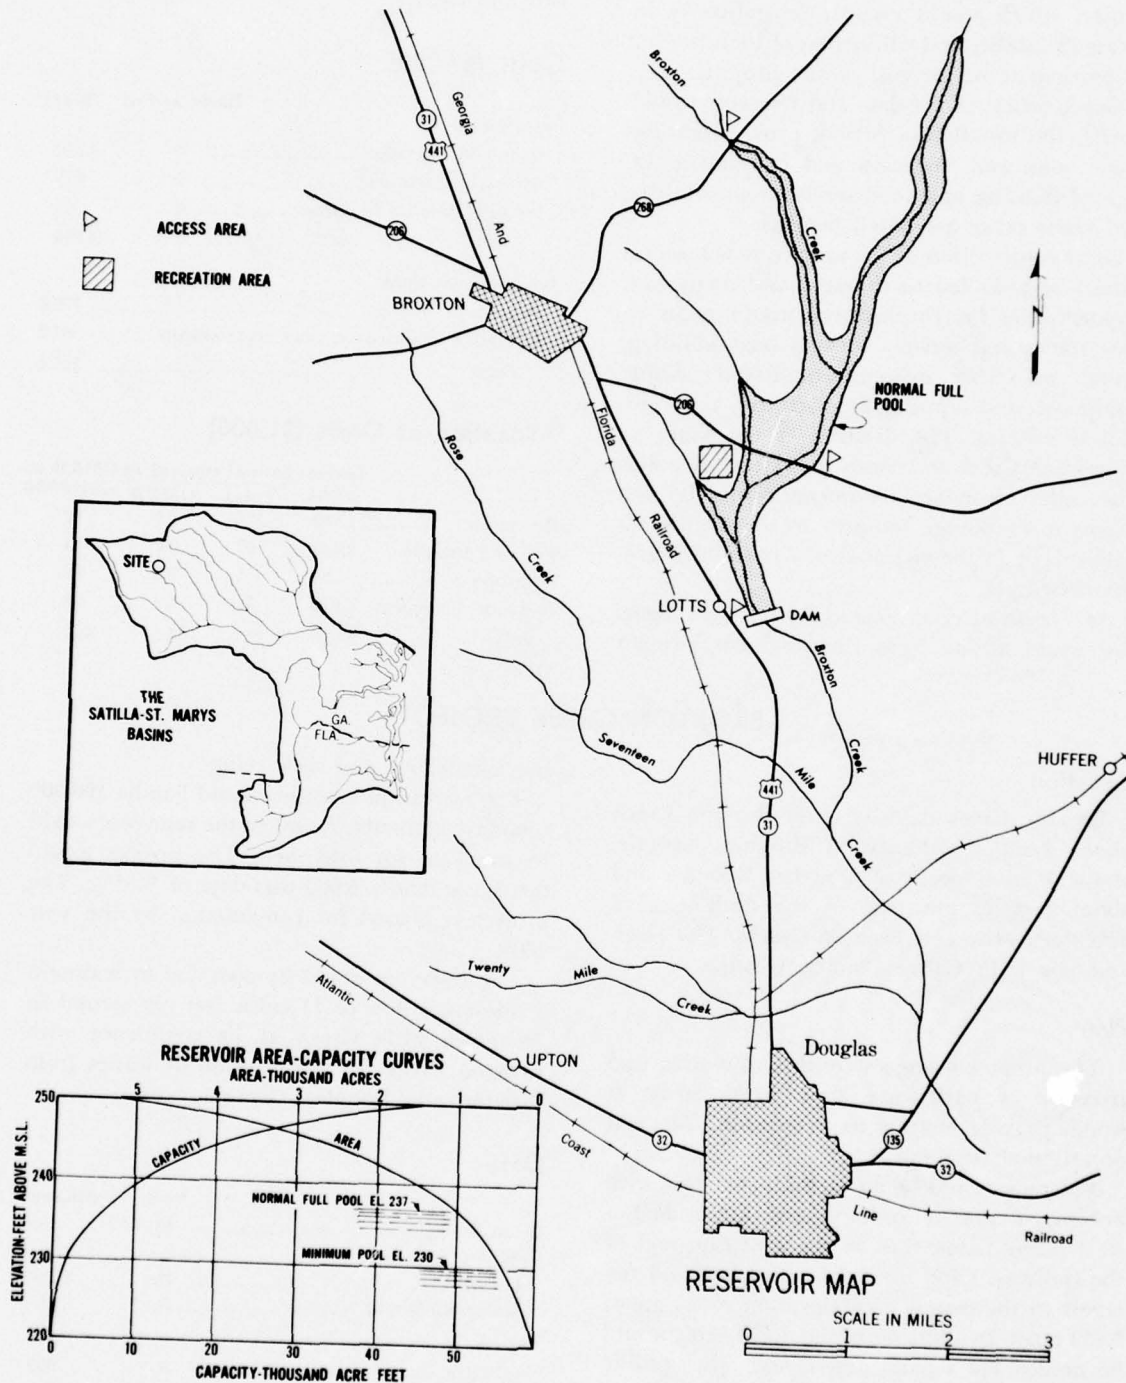 Broxton
Georgia
31
441
268
And
206
ACCESS AREA
RECREATION AREA
BROXTON
Creek
N
NORMAL FULL
POOL
206
Florida
Rose
Railroad
Creek
SITE
LOTTS
DAM
Broxton
THE
SATILLA-ST. MARYS
BASINS
GA.
FLA.
Seventeen
Mile
Creek
Creek
HUFFER
441
31
Twenty
Mile
Creek
Atlantic
UPTON
Douglas
Coast
32
135
32
Line
Railroad
RESERVOIR AREA-CAPACITY CURVES
AREA-THOUSAND ACRES
5 4 3 2 1 0
250
240
230
220
ELEVATION-FEET ABOVE M.S.L.
CAPACITY
AREA
NORMAL FULL POOL EL. 237
MINIMUM POOL EL. 230
0 10 20 30 40 50
CAPACITY-THOUSAND ACRE FEET
RESERVOIR MAP
SCALE IN MILES
0 1 2 3